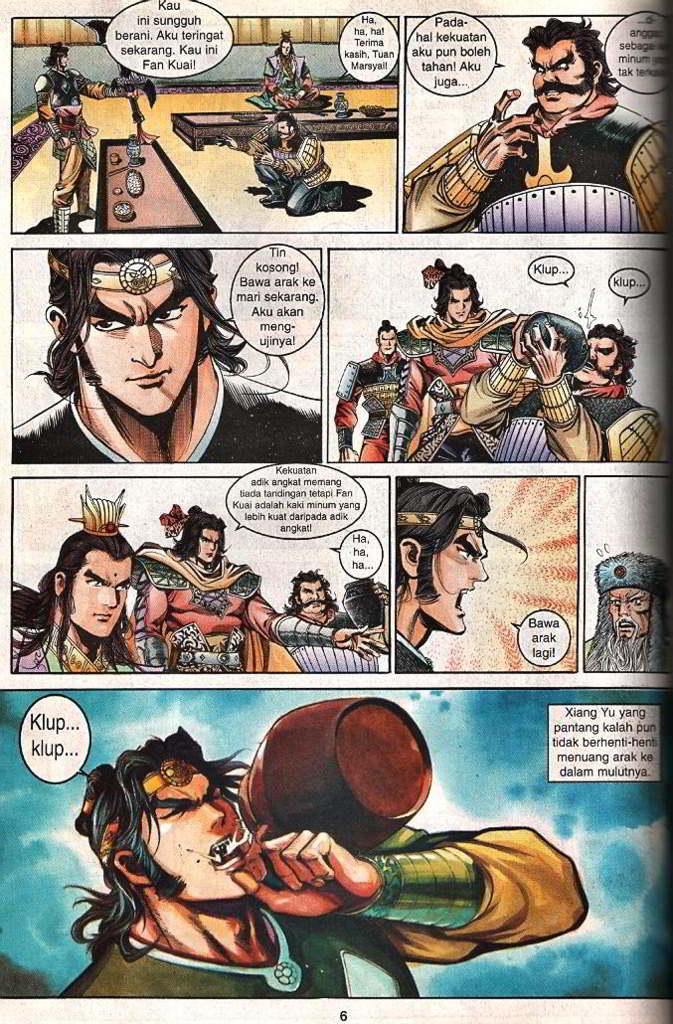 Kau
ini sungguh
berani. Aku teringat
sekarang. Kau ini
Fan Kuai!
Ha,
ha, ha!
Terima
kasih, Tuan
Marsyal!
Pada-
hal kekuatan
aku pun boleh
tahan! Aku
juga...
minum
tak
Tin
kosong!
Bawa arak ke
mari sekarang.
Aku akan
meng-
ujinya!
Klup...
klup...
Kekuatan
adik angkat memang
tiada tandingan tetapi Fan
Kuai adalah kaki minum yang
lebih kuat daripada adik
angkat!
Ha,
ha,
ha...
Bawa
arak
lagi!
Klup...
klup...
Xiang Yu yang
pantang kalah pun
tidak berhenti-henti
menuang arak ke
dalam mulutnya.
6